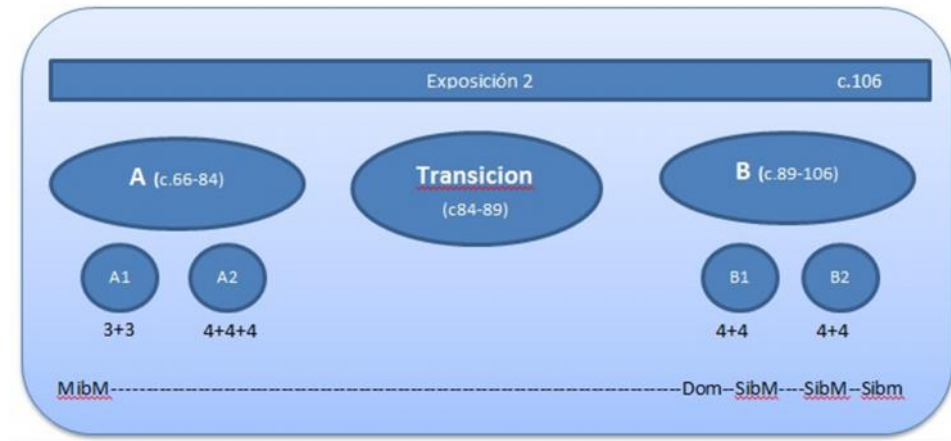 Exposición 2 c.106
A (c.66-84)
Transicion
(c84-89)
B (c.89-106)
A1 A2 B1 B2
3+3 4+4+4 4+4 4+4
MibM------------------------------------------------------------------------------------Dom--SibM----SibM--Sibm